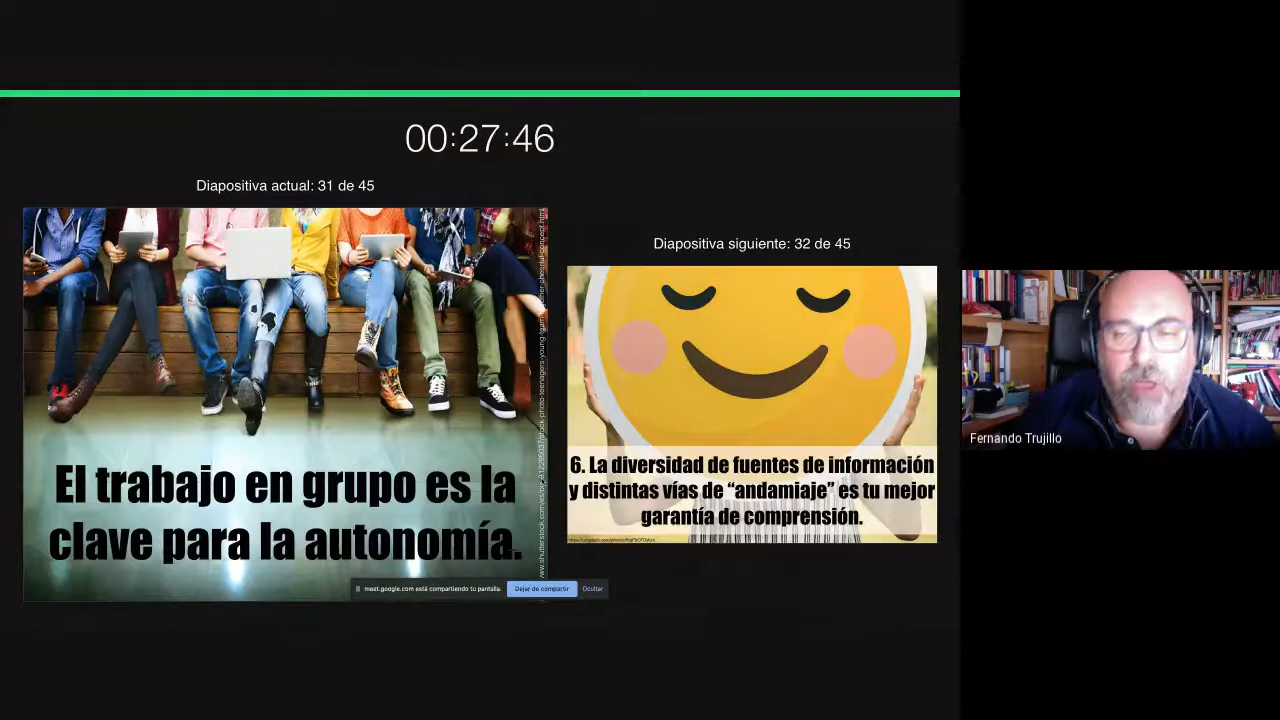 00:27:46
Diapositiva actual: 31 de 45
El trabajo en grupo es la
clave para la autonomía.
Diapositiva siguiente: 32 de 45
6. La diversidad de fuentes de información
y distintas vías de “andamiaje” es tu mejor
garantía de comprensión.
meet.google.com está compartiendo tu pantalla.
Dejar de compartir
Ocultar
Fernando Trujillo